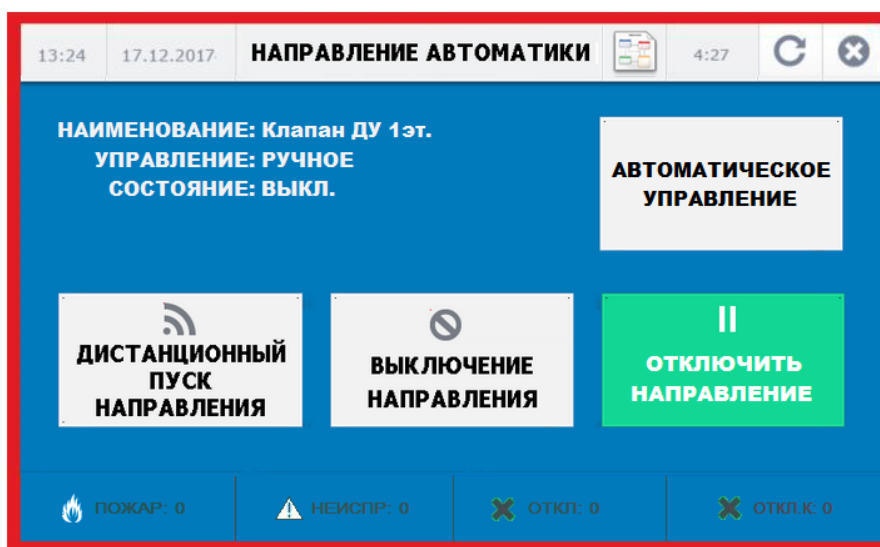 13:24 17.12.2017 НАПРАВЛЕНИЕ АВТОМАТИКИ 4:27
НАИМЕНОВАНИЕ: Клапан ДУ 1эт.
УПРАВЛЕНИЕ: РУЧНОЕ
СОСТОЯНИЕ: ВЫКЛ.
АВТОМАТИЧЕСКОЕ
УПРАВЛЕНИЕ
ДИСТАНЦИОННЫЙ
ПУСК
НАПРАВЛЕНИЯ
ВЫКЛЮЧЕНИЕ
НАПРАВЛЕНИЯ
ОТКЛЮЧИТЬ
НАПРАВЛЕНИЕ
ПОЖАР: 0 НЕИСПР: 0 ОТКЛ: 0 ОТКЛ.К: 0